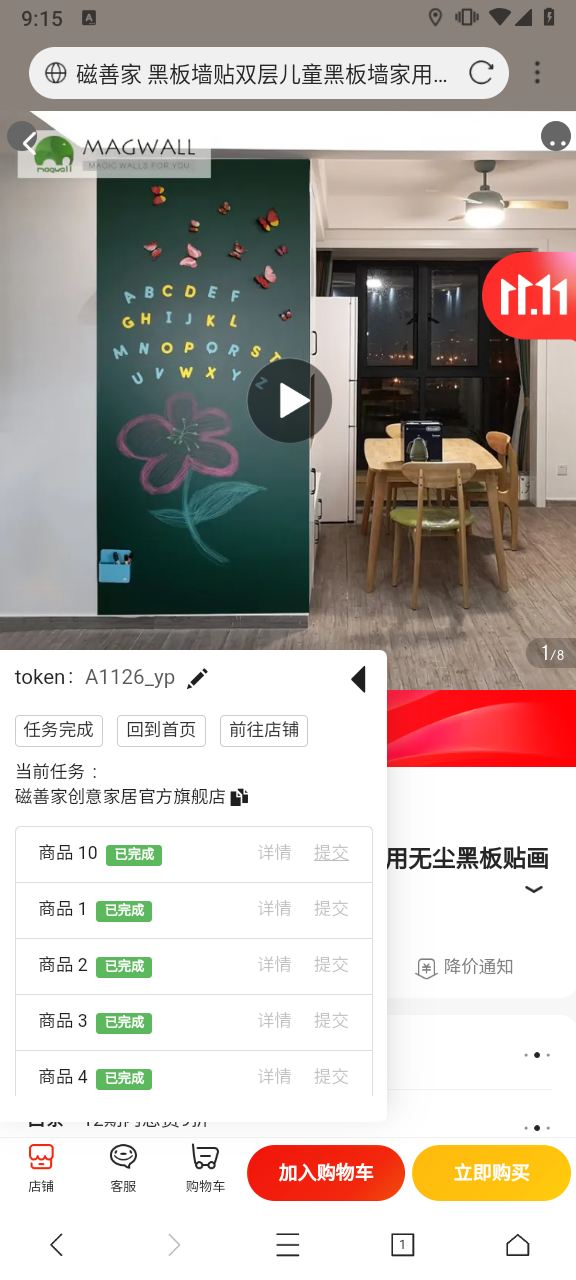 9:15
磁善家 黑板墙贴双层儿童黑板墙家用...
MAGWALL
MAGIC WALLS FOR YOU
magwall
A B C D E F
G H I J K L
M N O P Q R S T
U V W X Y Z
11.11
1/8
token: A1126_yp
任务完成 回到首页 前往店铺
当前任务：
磁善家创意家居官方旗舰店
商品 10 已完成 详情 提交
商品 1 已完成 详情 提交
商品 2 已完成 详情 提交
商品 3 已完成 详情 提交
商品 4 已完成 详情 提交
用无尘黑板贴画
降价通知
店铺 客服 购物车 加入购物车 立即购买
1